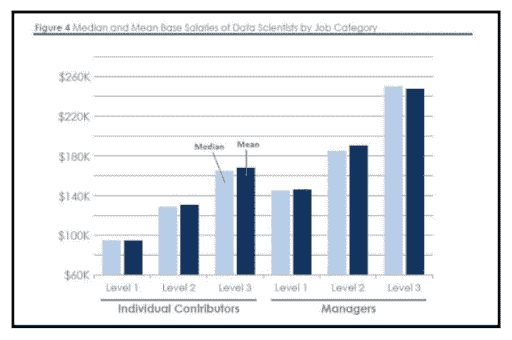 Figure 4 Median and Mean Base Salaries of Data Scientists by Job Category
$260K
$220K
$180K
$140K
$100K
$60K
Median
Mean
Level 1 Level 2 Level 3 Level 1 Level 2 Level 3
Individual Contributors Managers